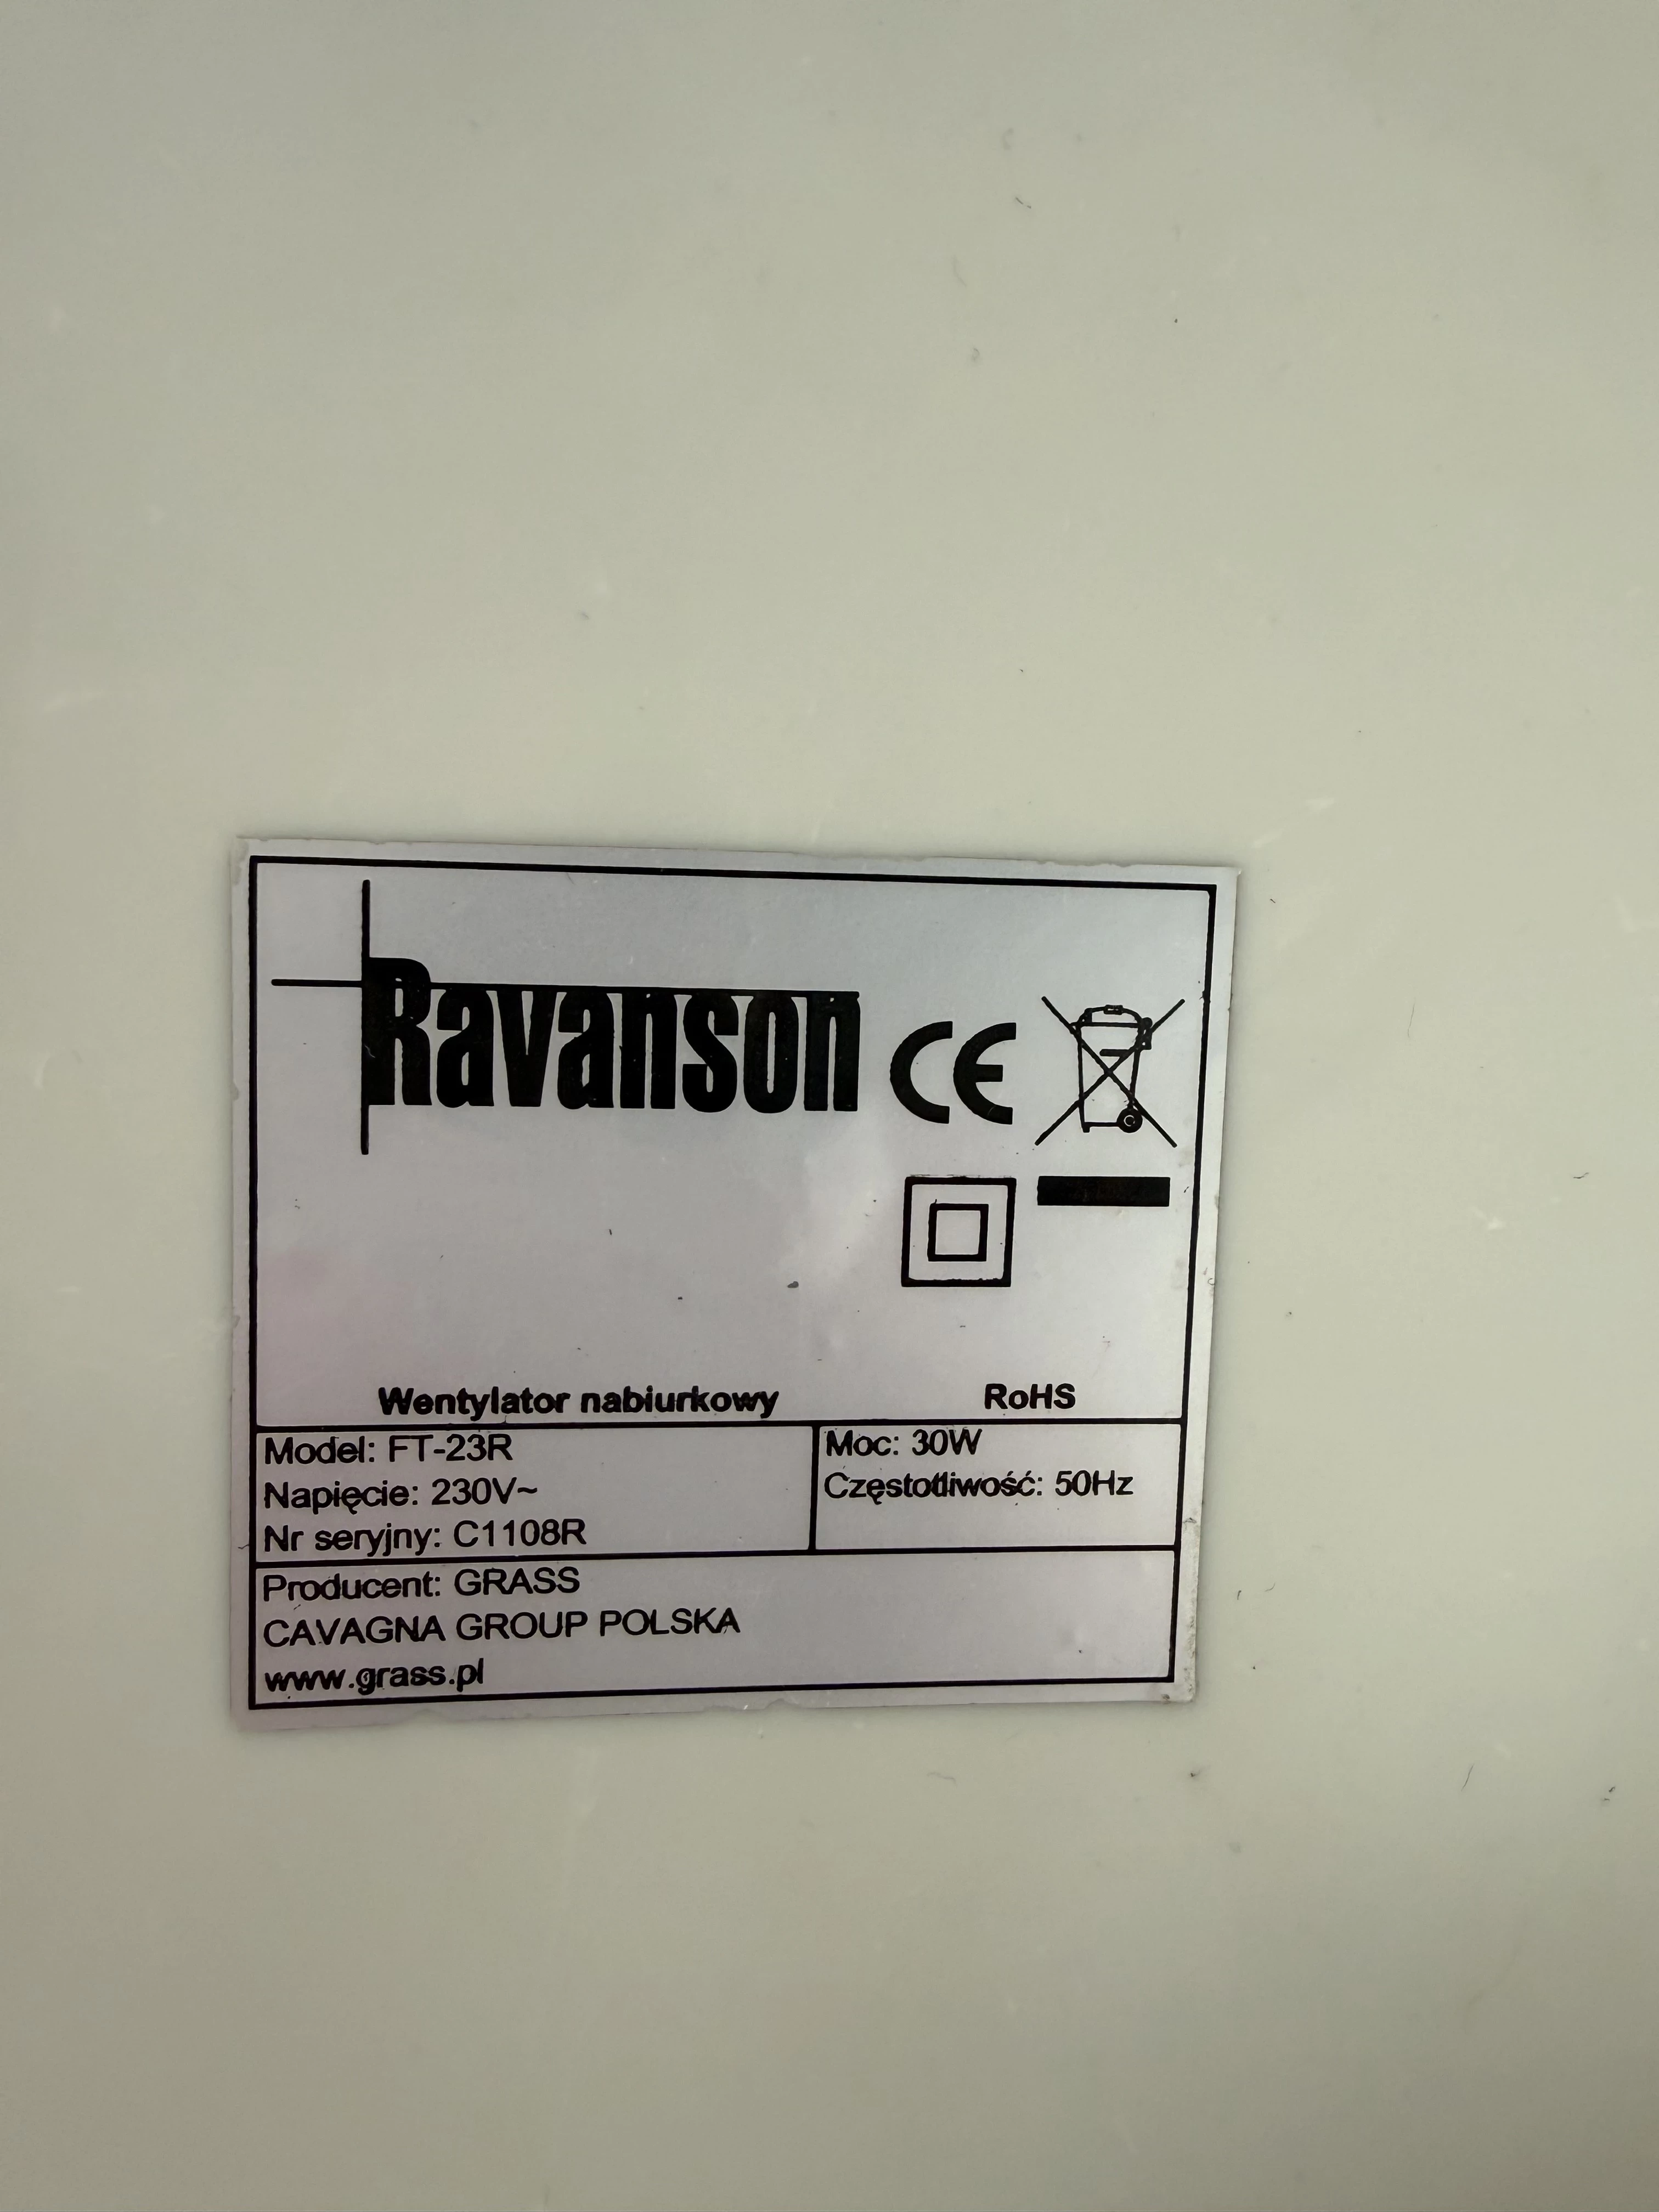 Ravanson
CE
Wentylator nabiurkowy RoHS
Model: FT-23R
Napięcie: 230V~
Nr seryjny: C1108R
Moc: 30W
Częstotliwość: 50Hz
Producent: GRASS
CAVAGNA GROUP POLSKA
www.grass.pl